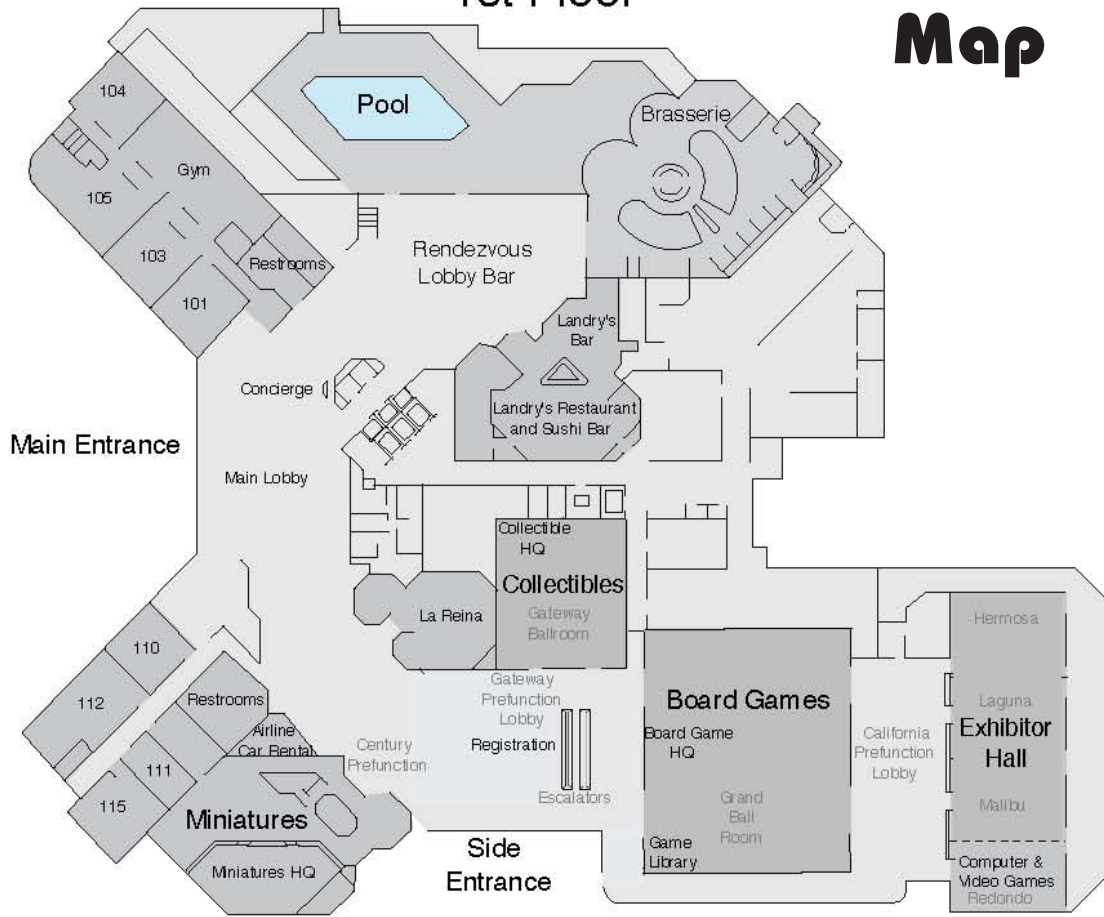 1st Floor
Map
104
Pool
Brasserie
Gym
105
103
Restrooms
101
Rendezvous
Lobby Bar
Landry's
Bar
Concierge
Landry's Restaurant
and Sushi Bar
Main Entrance
Main Lobby
Collectible
HQ
Collectibles
Gateway
Ballroom
La Reina
Hermosa
110
112
Restrooms
Airline
Car Rental
111
115
Gateway
Prefunction
Lobby
Registration
Century
Prefunction
Escalators
Board Games
Board Game
HQ
Grand
Ball
Room
Game
Library
California
Prefunction
Lobby
Laguna
Exhibitor
Hall
Malibu
Miniatures
Miniatures HQ
Side
Entrance
Computer &
Video Games
Redondo